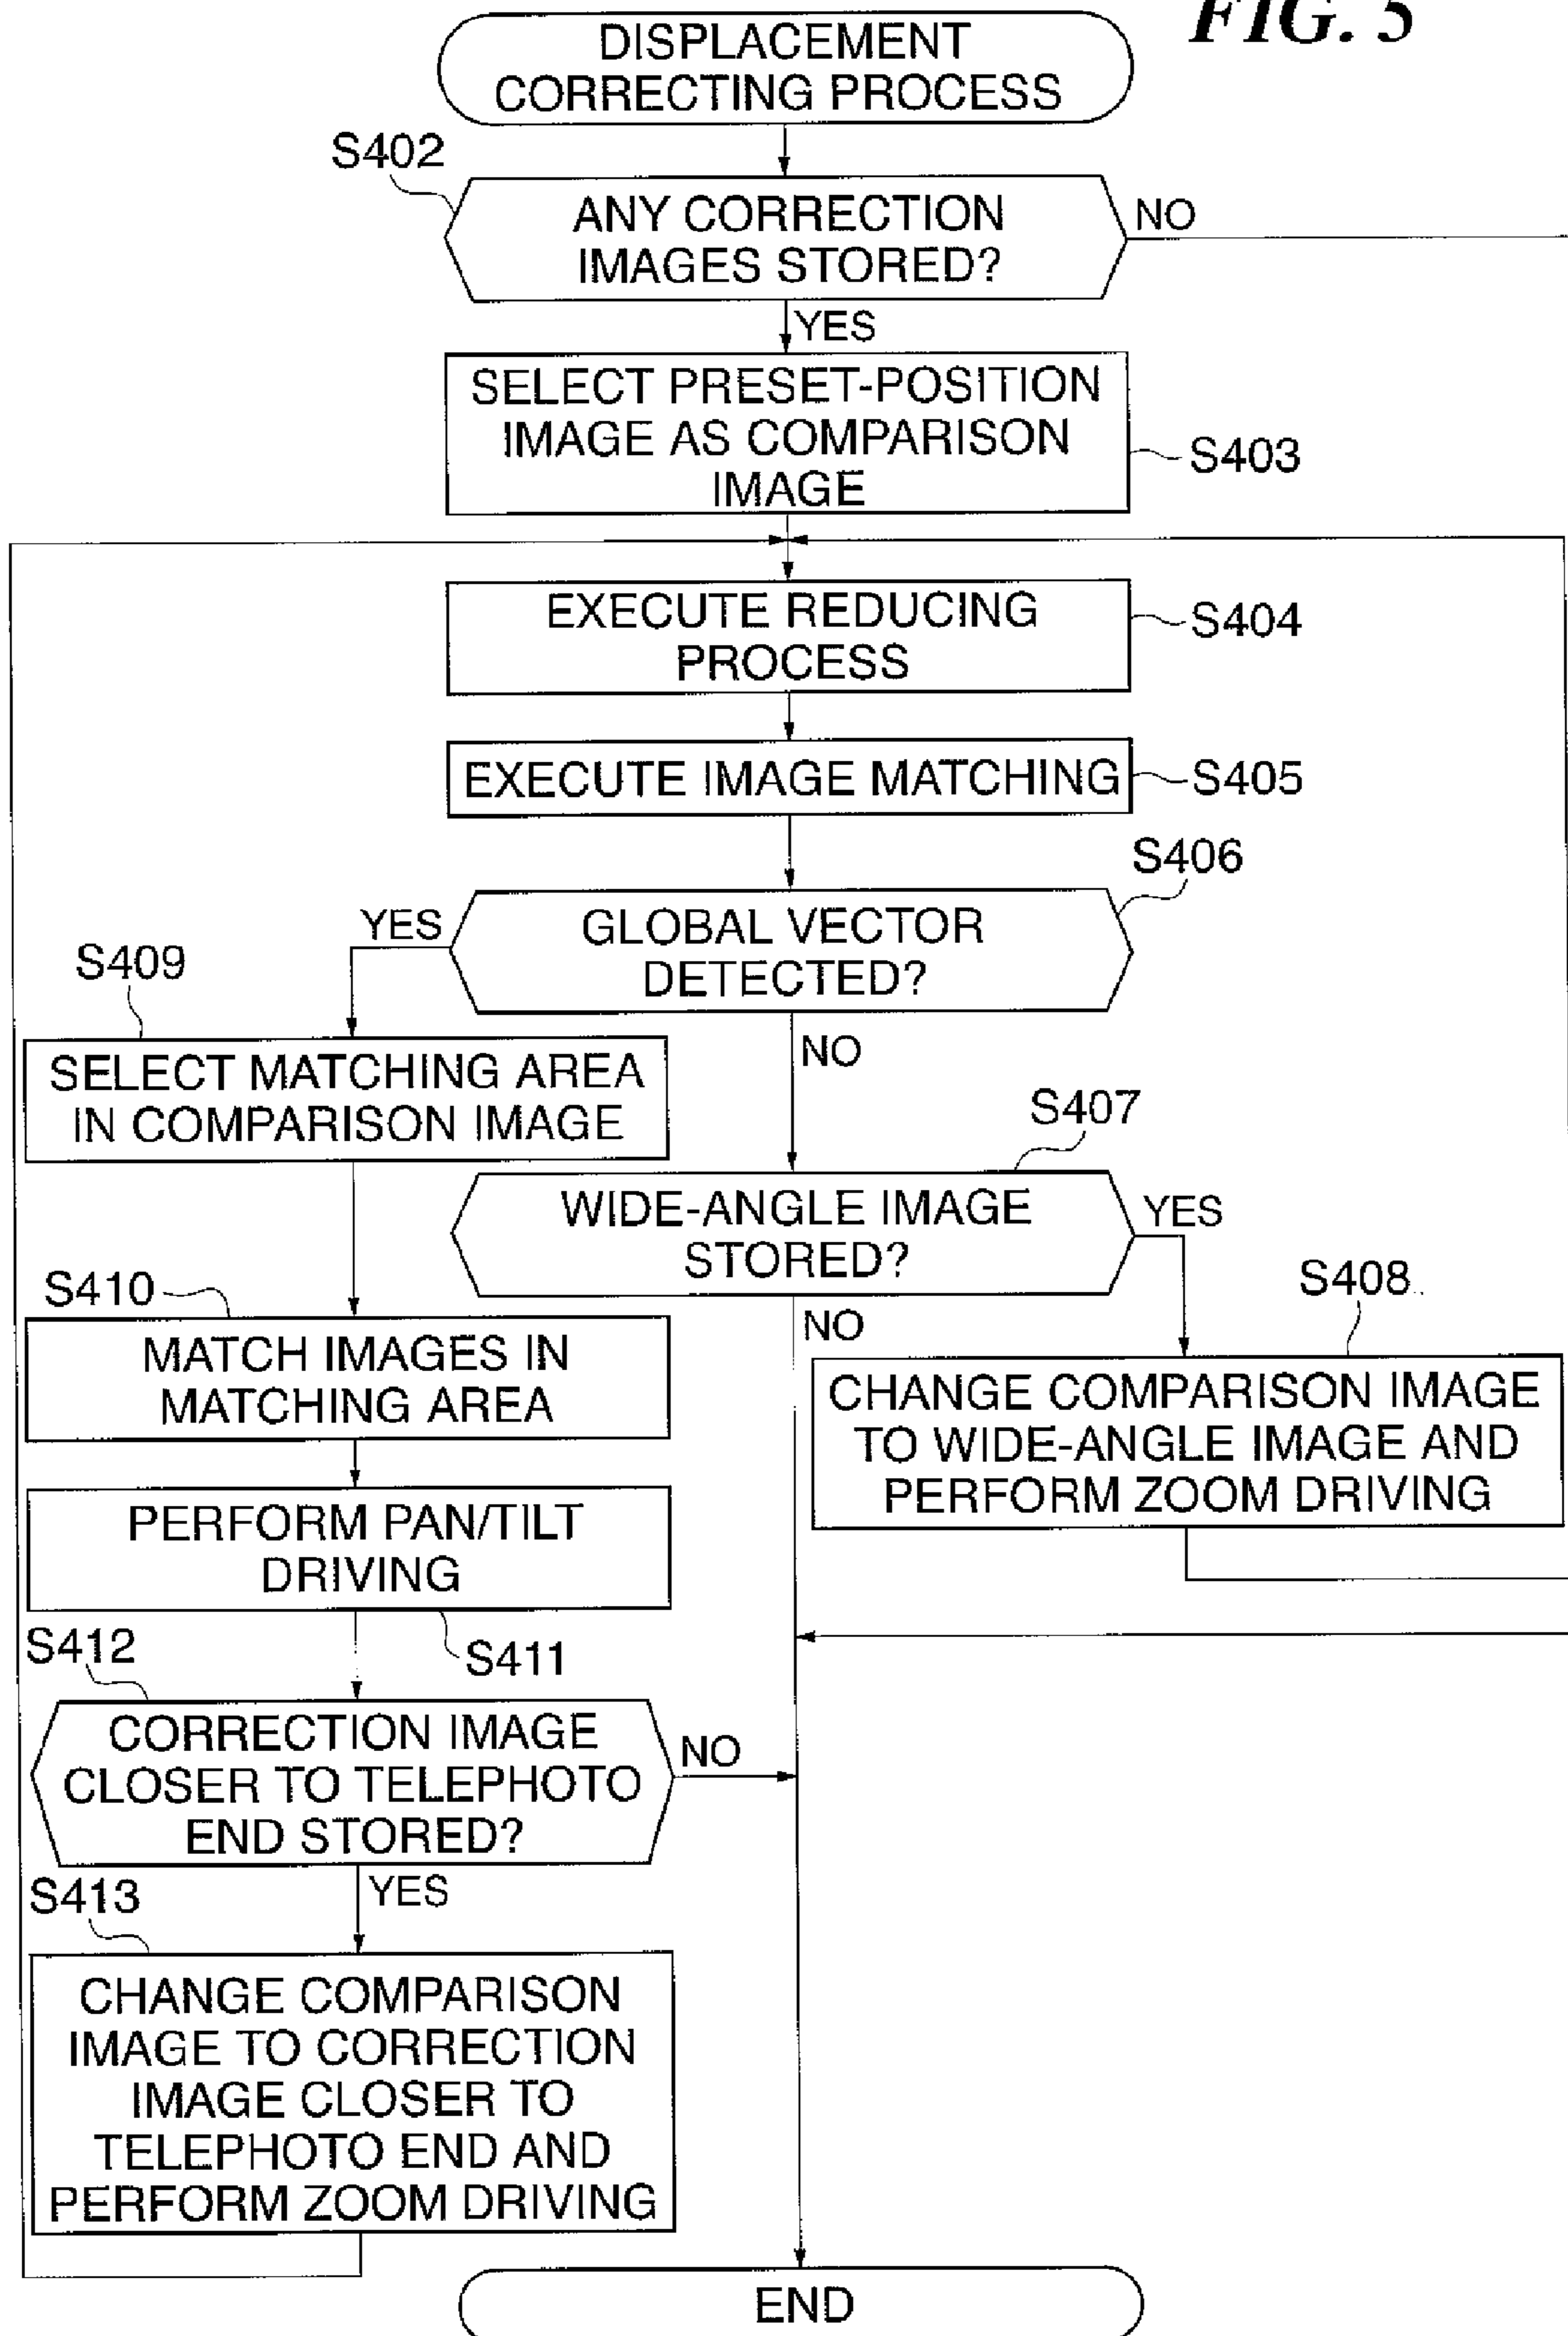 FIG. 5
DISPLACEMENT
CORRECTING PROCESS
S402
ANY CORRECTION
IMAGES STORED?
NO
YES
SELECT PRESET-POSITION
IMAGE AS COMPARISON
IMAGE
S403
EXECUTE REDUCING
PROCESS
S404
EXECUTE IMAGE MATCHING
S405
S406
GLOBAL VECTOR
DETECTED?
YES
NO
S409
SELECT MATCHING AREA
IN COMPARISON IMAGE
S407
WIDE-ANGLE IMAGE
STORED?
YES
NO
S408
CHANGE COMPARISON IMAGE
TO WIDE-ANGLE IMAGE AND
PERFORM ZOOM DRIVING
S410
MATCH IMAGES IN
MATCHING AREA
PERFORM PAN/TILT
DRIVING
S411
S412
CORRECTION IMAGE
CLOSER TO TELEPHOTO
END STORED?
NO
YES
S413
CHANGE COMPARISON
IMAGE TO CORRECTION
IMAGE CLOSER TO
TELEPHOTO END AND
PERFORM ZOOM DRIVING
END